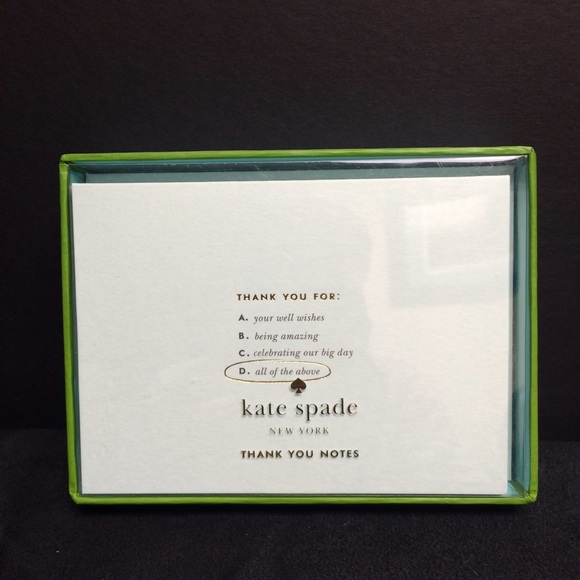 THANK YOU FOR:
A. your well wishes
B. being amazing
C. celebrating our big day
D. all of the above
kate spade
NEW YORK
THANK YOU NOTES